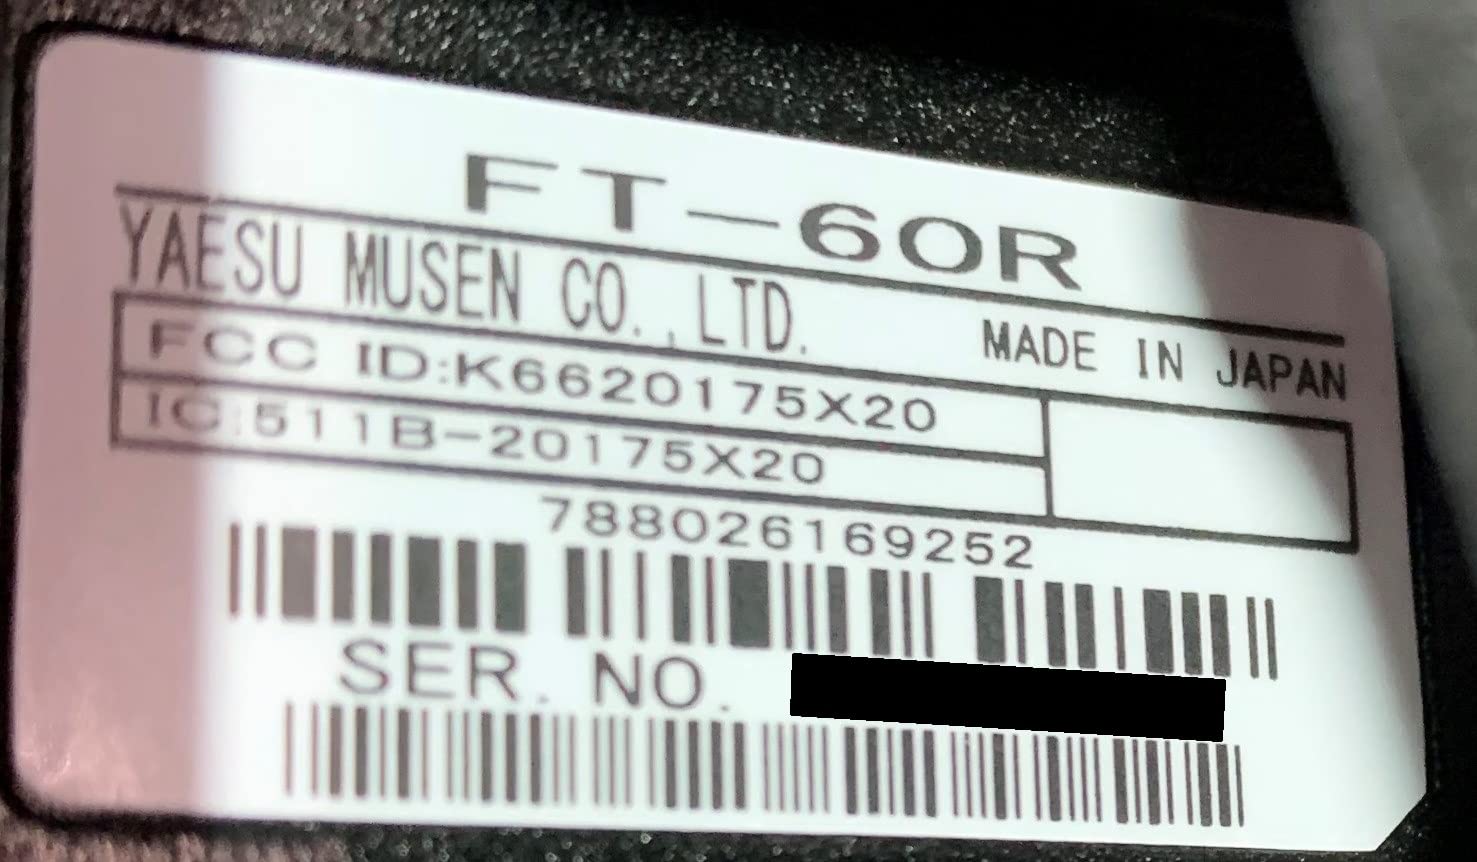 FT-60R
YAESU MUSEN CO.,LTD. MADE IN JAPAN
FCC ID:K6620175X20
IC:511B-20175X20
788026169252
SER. NO.